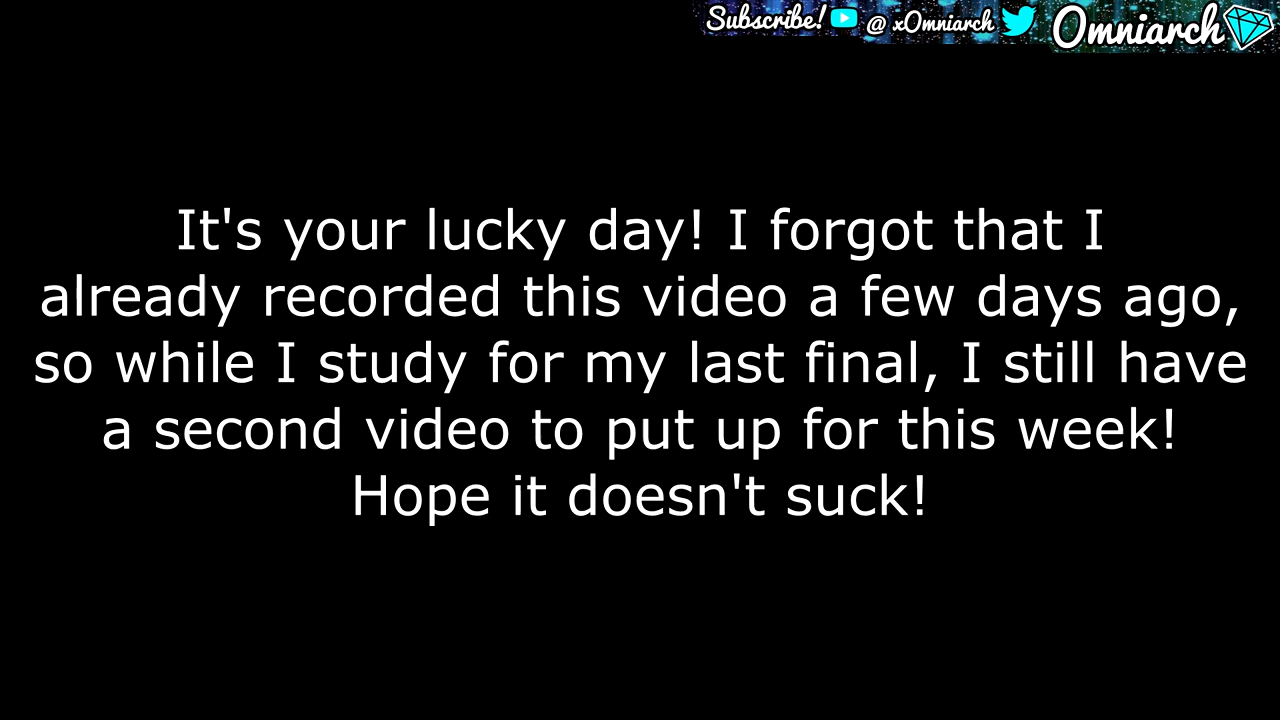 Subscribe! @ xOmniarch Omniarch
It's your lucky day! I forgot that I
already recorded this video a few days ago,
so while I study for my last final, I still have
a second video to put up for this week!
Hope it doesn't suck!